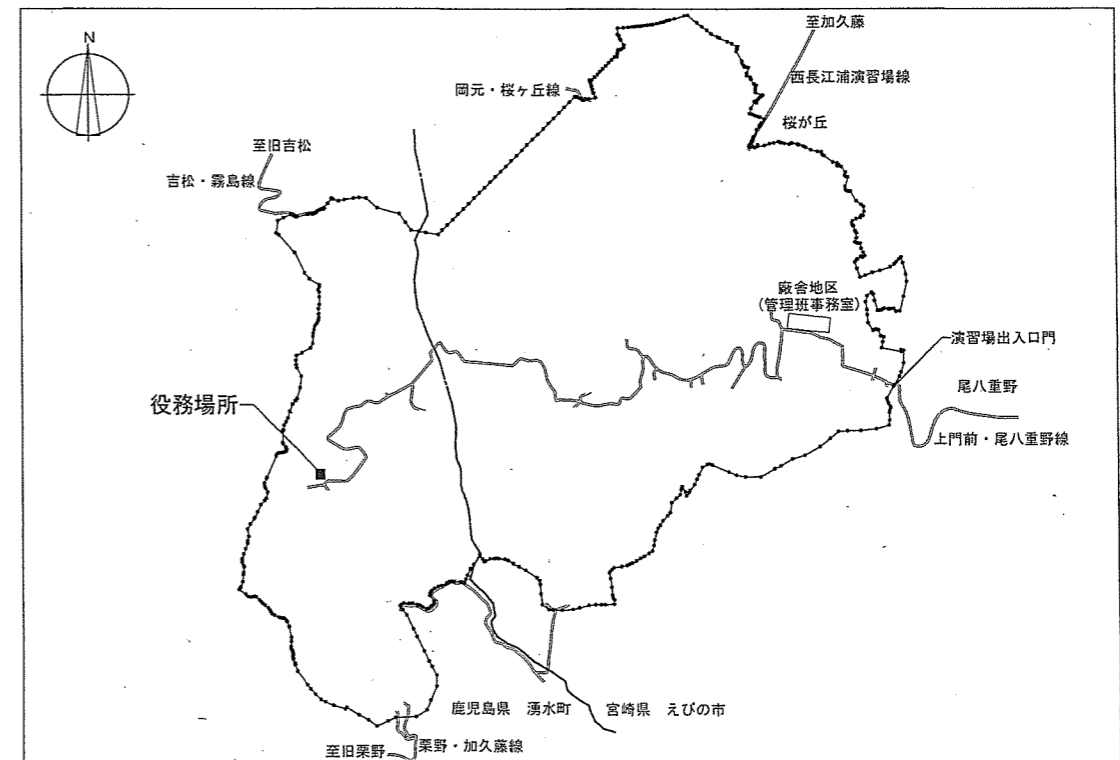 N
至加久藤
西長江浦演習場線
岡元・桜ヶ丘線
桜が丘
至旧吉松
吉松・霧島線
廠舎地区
(管理班事務室)
演習場出入口門
尾八重野
役務場所
上門前・尾八重野線
鹿児島県 湧水町 宮崎県 えびの市
栗野・加久藤線
至旧栗野